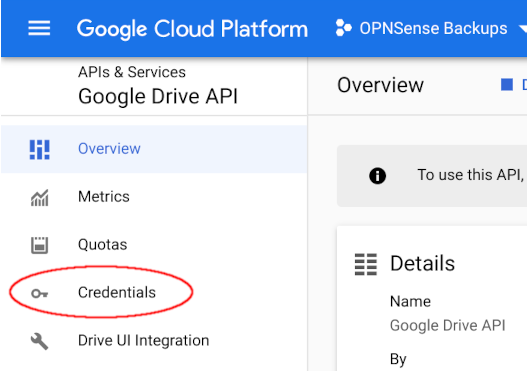 Google Cloud Platform
OPNSense Backups
APIs & Services
Google Drive API
Overview
Metrics
Quotas
Credentials
Drive UI Integration
Overview
To use this API,
Details
Name
Google Drive API
By